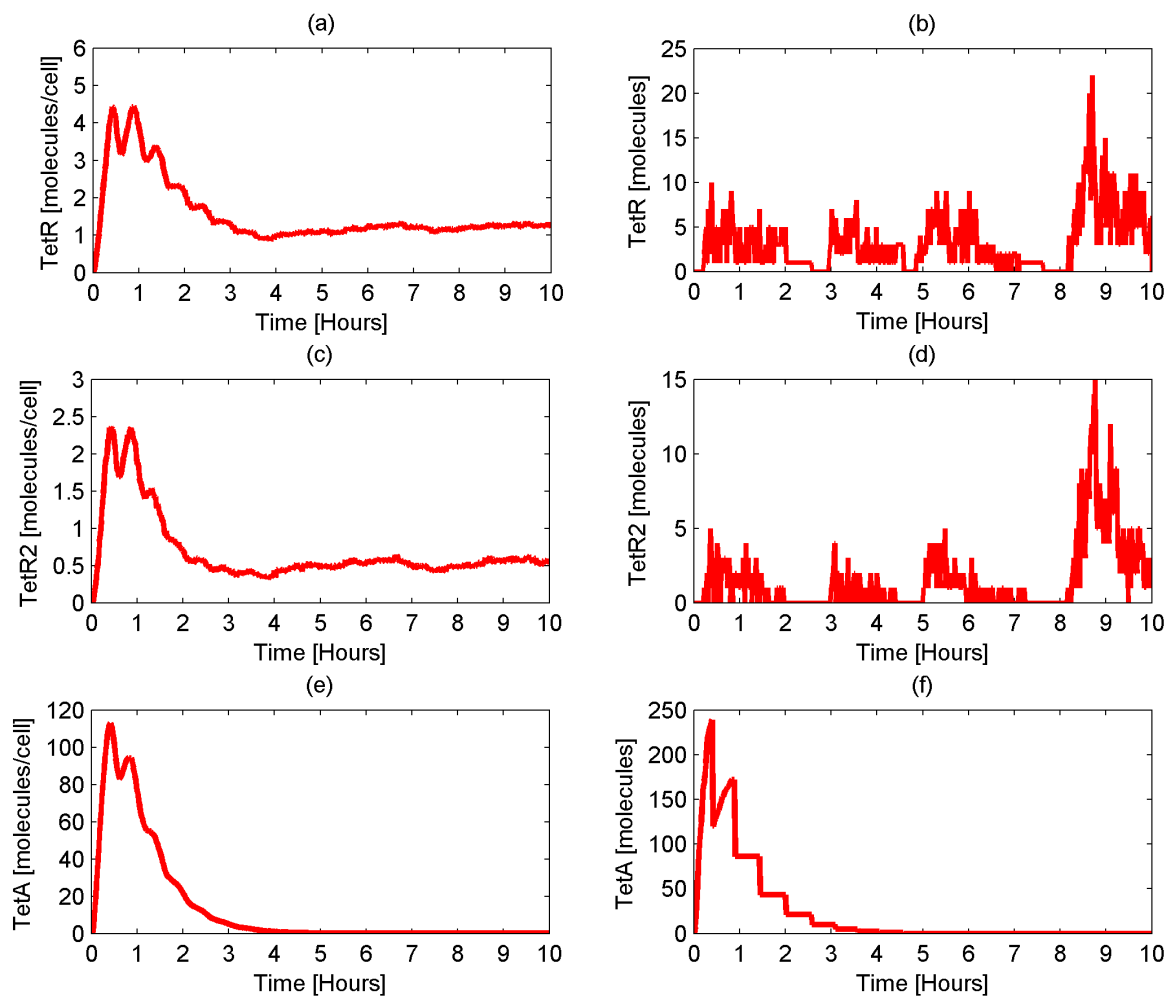 (a)
TetR [molecules/cell]
6
5
4
3
2
1
0
0 1 2 3 4 5 6 7 8 9 10
Time [Hours]
(b)
TetR [molecules]
25
20
15
10
5
0
0 1 2 3 4 5 6 7 8 9 10
Time [Hours]
(c)
TetR2 [molecules/cell]
3
2.5
2
1.5
1
0.5
0
0 1 2 3 4 5 6 7 8 9 10
Time [Hours]
(d)
TetR2 [molecules]
15
10
5
0
0 1 2 3 4 5 6 7 8 9 10
Time [Hours]
(e)
TetA [molecules/cell]
120
100
80
60
40
20
0
0 1 2 3 4 5 6 7 8 9 10
Time [Hours]
(f)
TetA [molecules]
250
200
150
100
50
0
0 1 2 3 4 5 6 7 8 9 10
Time [Hours]